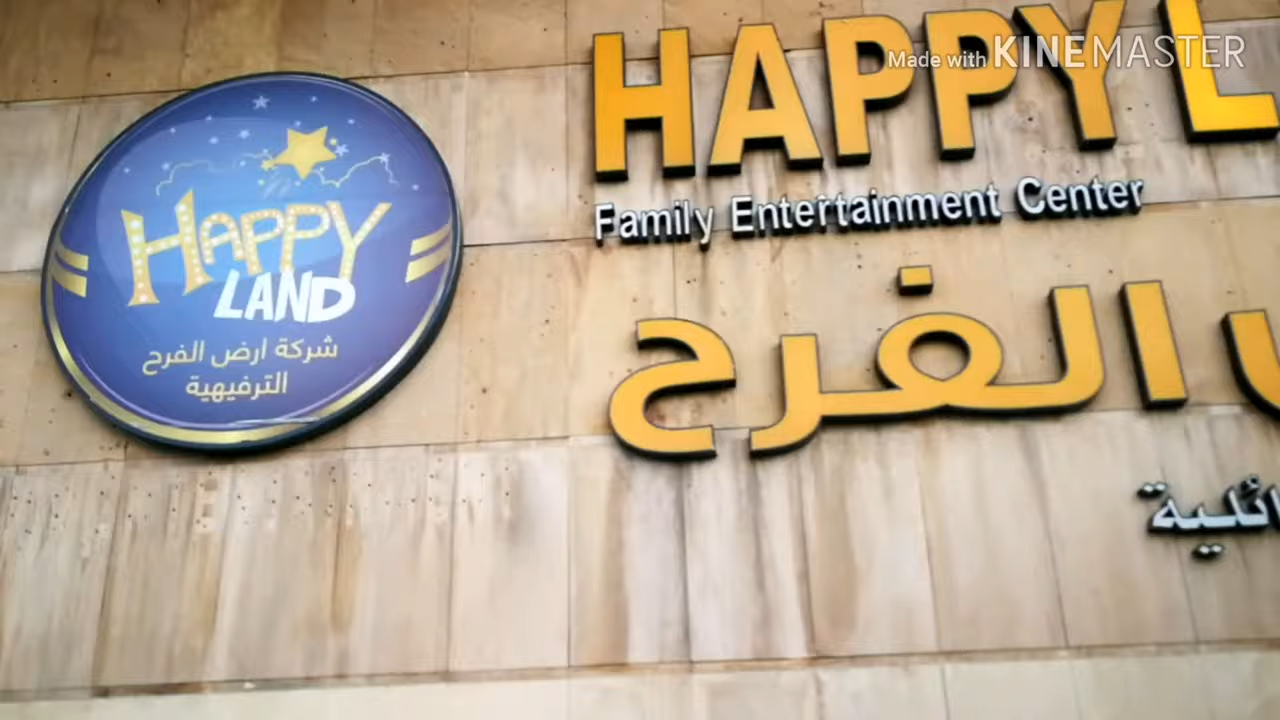 Made with KINEMASTER
HAPPY L
Family Entertainment Center
HAPPY
LAND
شركة ارض الفرح
الترفيهية
الفرح